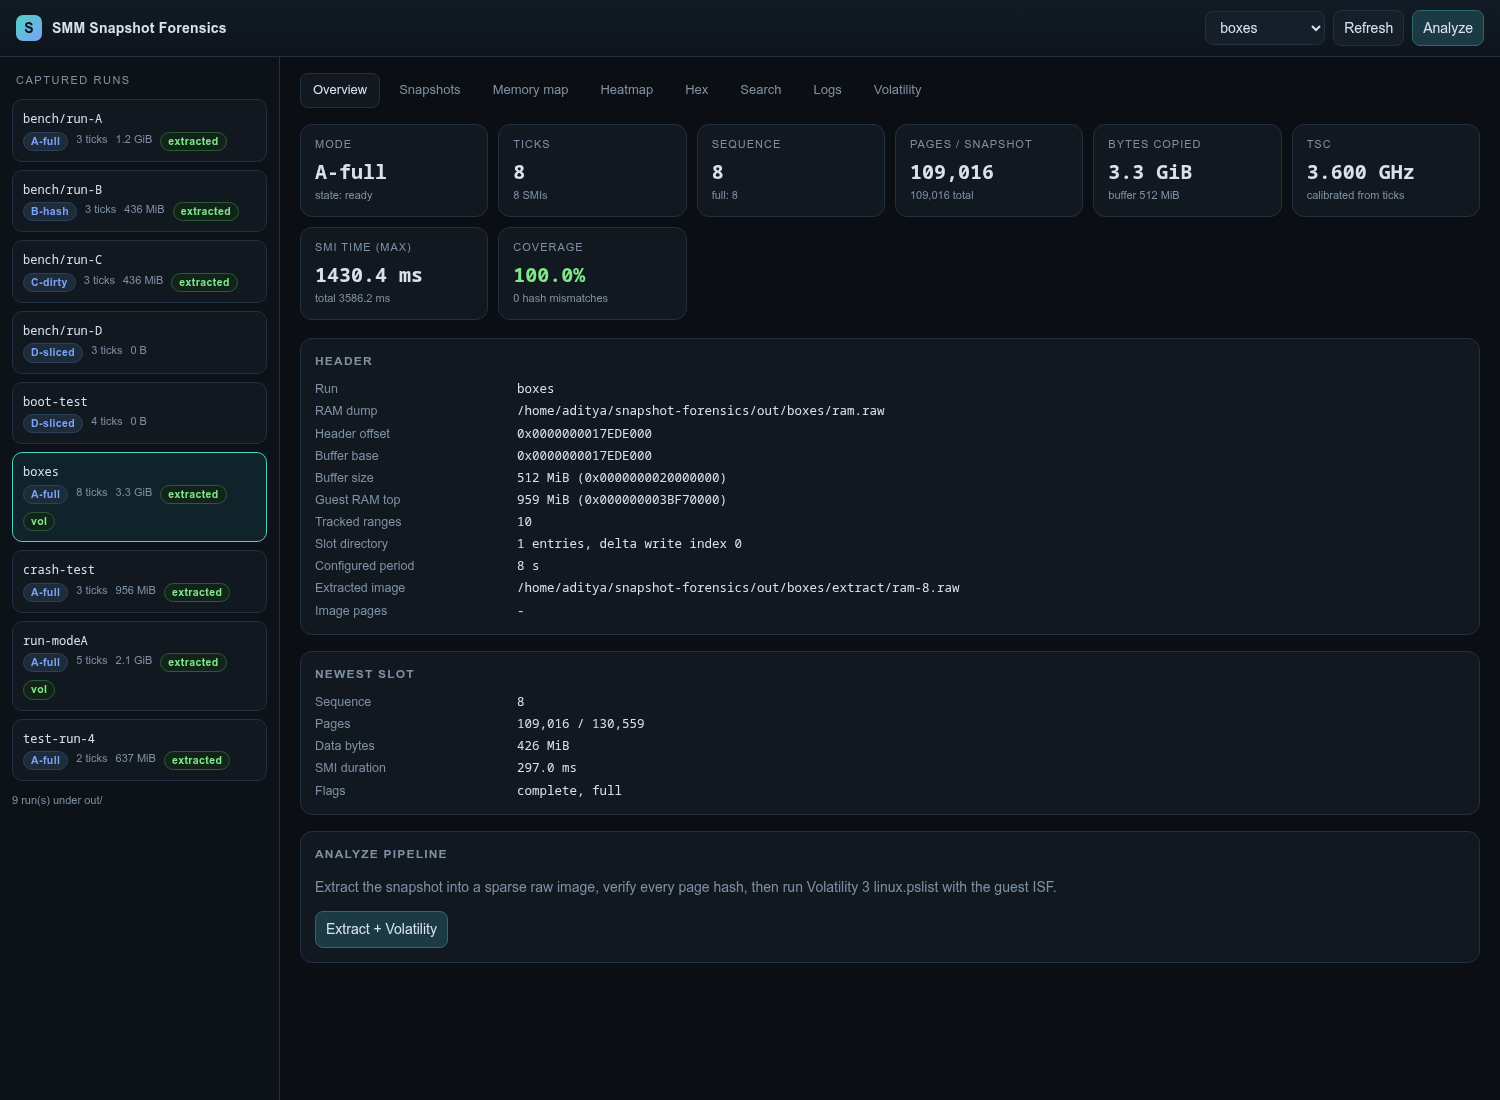 S SMM Snapshot Forensics
boxes Refresh Analyze
CAPTURED RUNS
bench/run-A
A-full 3 ticks 1.2 GiB extracted
bench/run-B
B-hash 3 ticks 436 MiB extracted
bench/run-C
C-dirty 3 ticks 436 MiB extracted
bench/run-D
D-sliced 3 ticks 0 B
boot-test
D-sliced 4 ticks 0 B
boxes
A-full 8 ticks 3.3 GiB extracted
vol
crash-test
A-full 3 ticks 956 MiB extracted
run-modeA
A-full 5 ticks 2.1 GiB extracted
vol
test-run-4
A-full 2 ticks 637 MiB extracted
9 run(s) under out/
Overview Snapshots Memory map Heatmap Hex Search Logs Volatility
MODE
A-full
state: ready
TICKS
8
8 SMIs
SEQUENCE
8
full: 8
PAGES / SNAPSHOT
109,016
109,016 total
BYTES COPIED
3.3 GiB
buffer 512 MiB
TSC
3.600 GHz
calibrated from ticks
SMI TIME (MAX)
1430.4 ms
total 3586.2 ms
COVERAGE
100.0%
0 hash mismatches
HEADER
Run boxes
RAM dump /home/aditya/snapshot-forensics/out/boxes/ram.raw
Header offset 0x0000000017EDE000
Buffer base 0x0000000017EDE000
Buffer size 512 MiB (0x0000000020000000)
Guest RAM top 959 MiB (0x000000003BF70000)
Tracked ranges 10
Slot directory 1 entries, delta write index 0
Configured period 8 s
Extracted image /home/aditya/snapshot-forensics/out/boxes/extract/ram-8.raw
Image pages -
NEWEST SLOT
Sequence 8
Pages 109,016 / 130,559
Data bytes 426 MiB
SMI duration 297.0 ms
Flags complete, full
ANALYZE PIPELINE
Extract the snapshot into a sparse raw image, verify every page hash, then run Volatility 3 linux.pslist with the guest ISF.
Extract + Volatility